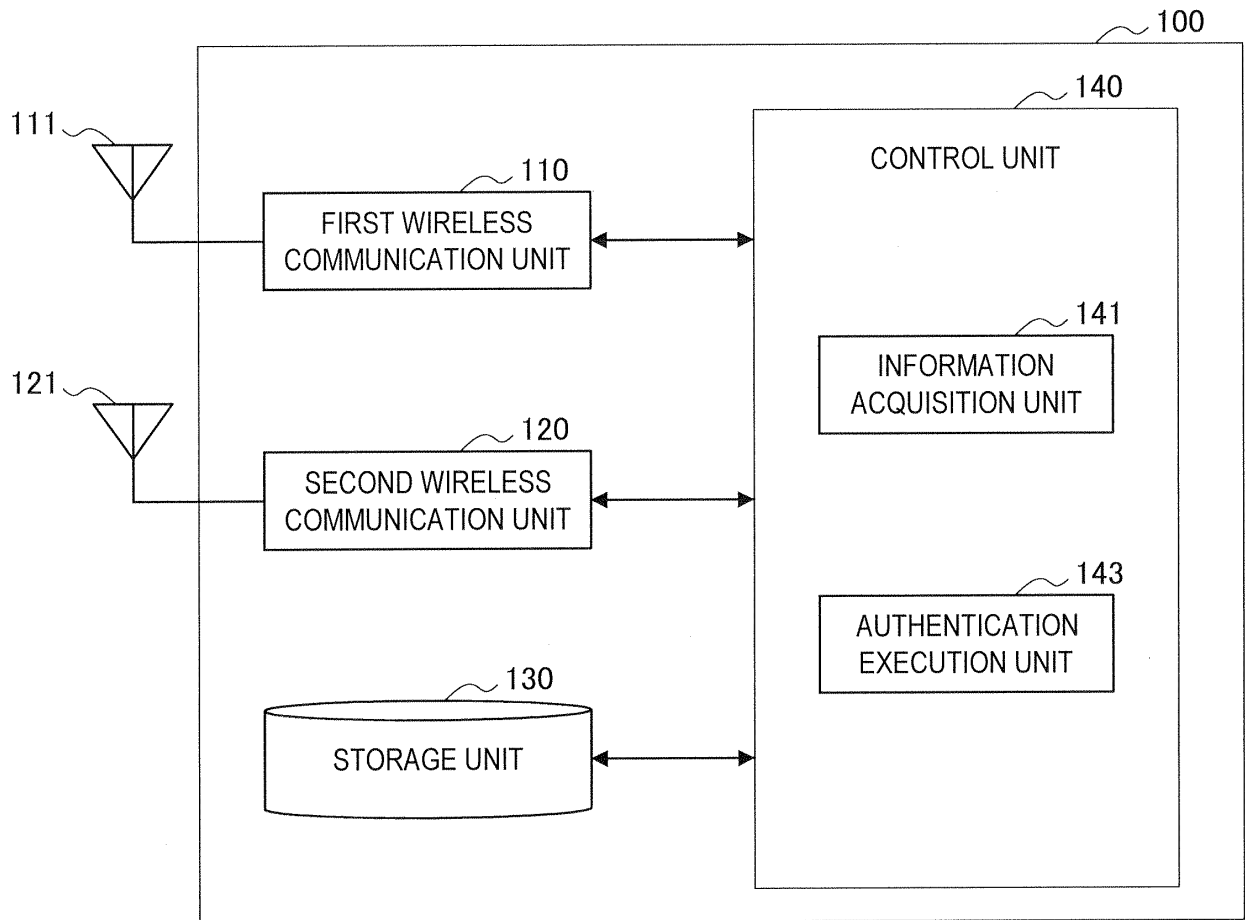 100
140
CONTROL UNIT
111
110
FIRST WIRELESS
COMMUNICATION UNIT
141
INFORMATION
ACQUISITION UNIT
121
120
SECOND WIRELESS
COMMUNICATION UNIT
143
AUTHENTICATION
EXECUTION UNIT
130
STORAGE UNIT